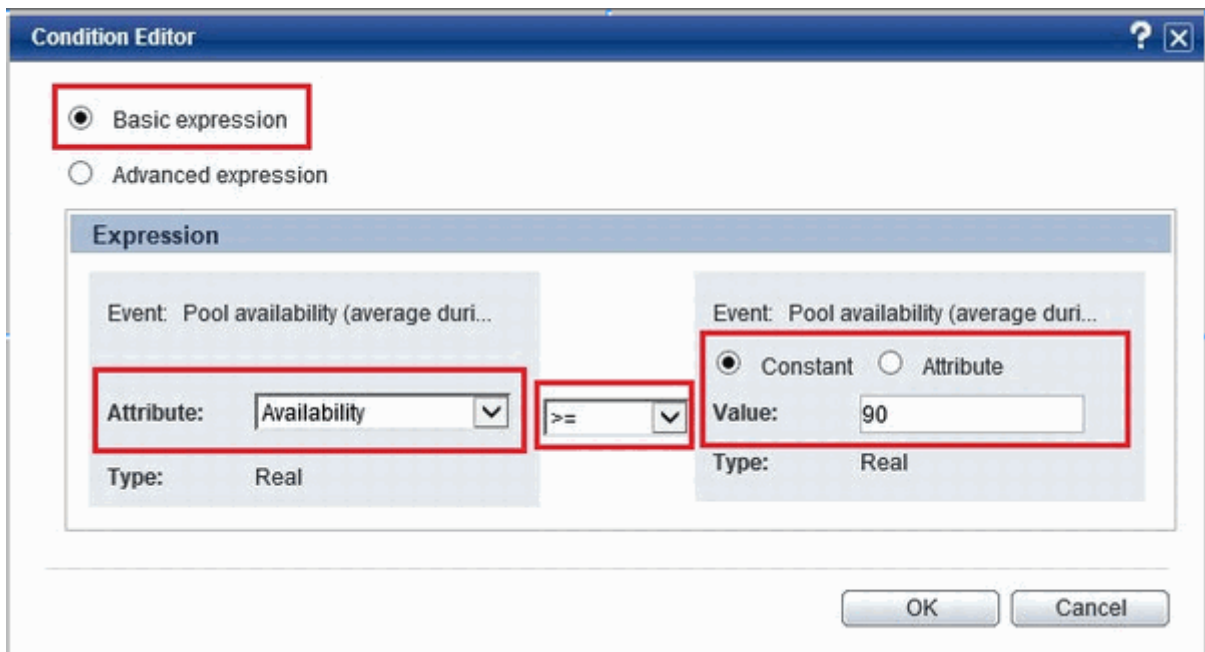 Condition Editor ?
Basic expression
Advanced expression
Expression
Event: Pool availability (average duri...
Attribute: Availability
Type: Real
>=
Event: Pool availability (average duri...
Constant Attribute
Value: 90
Type: Real
OK Cancel